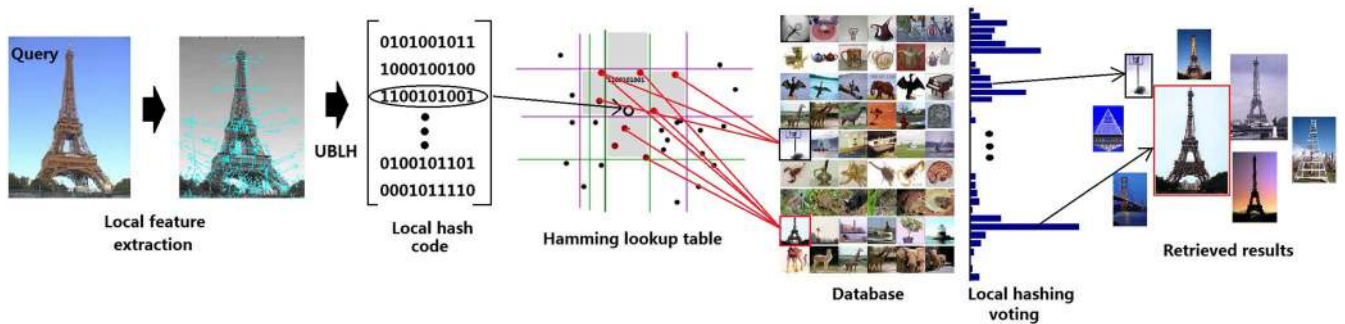 Query
Local feature
extraction
UBLH
0101001011
1000100100
1100101001
0100101101
0001011110
Local hash
code
1100101001
Hamming lookup table
Database
Local hashing
voting
Retrieved results